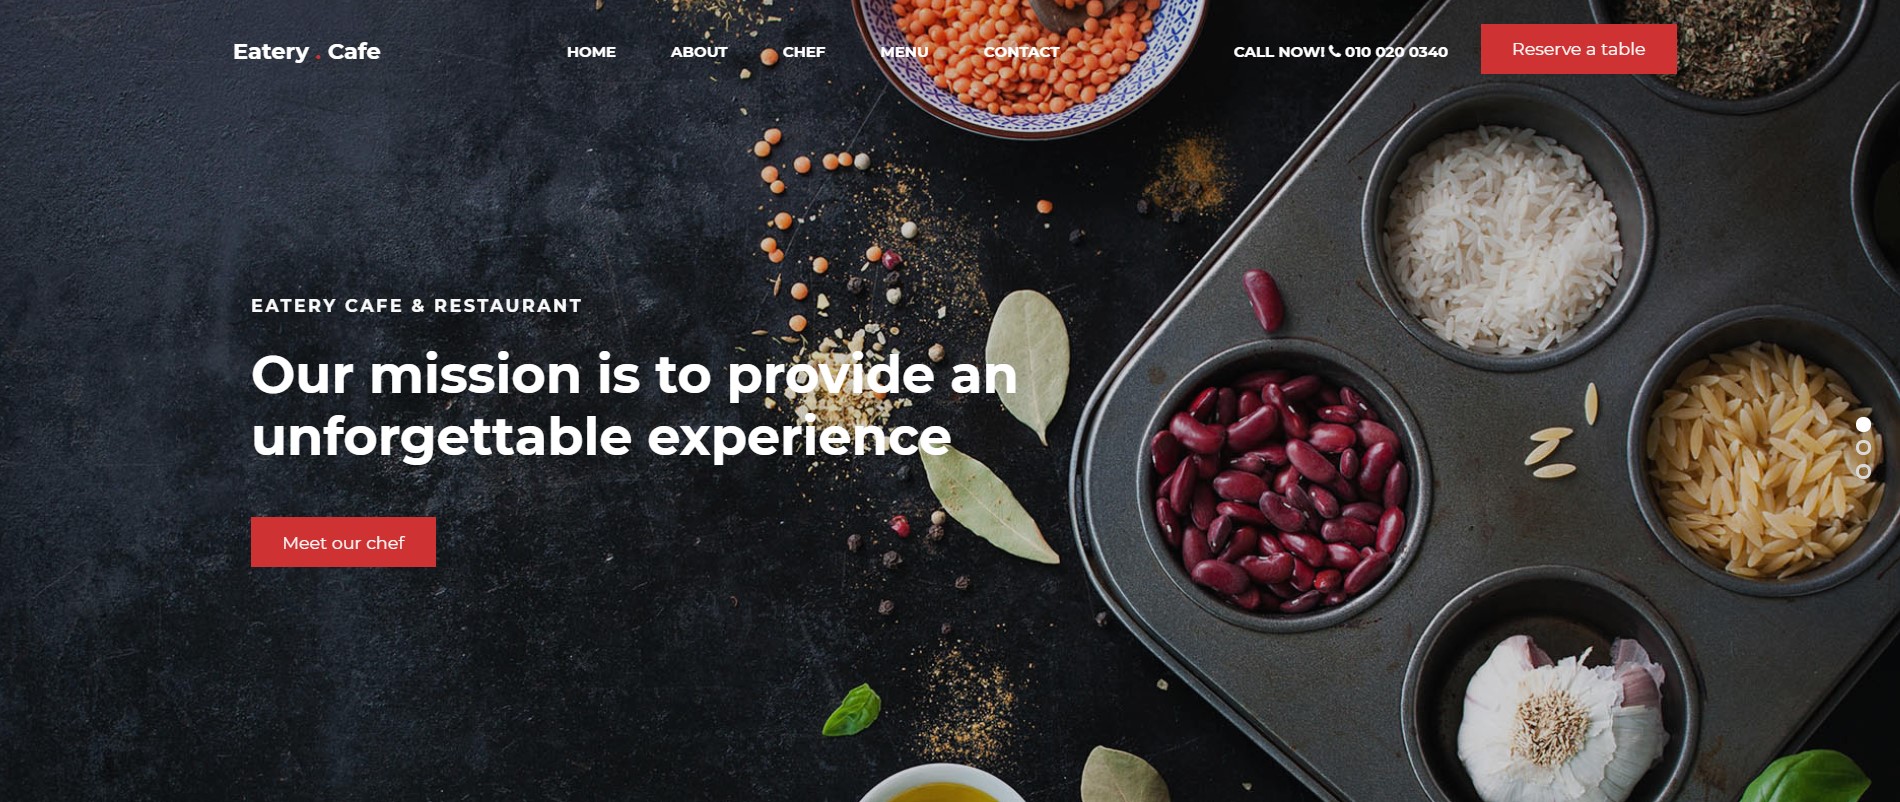 Eatery . Cafe
HOME ABOUT CHEF MENU CONTACT
CALL NOW! 010 020 0340
Reserve a table
EATERY CAFE & RESTAURANT
Our mission is to provide an
unforgettable experience
Meet our chef